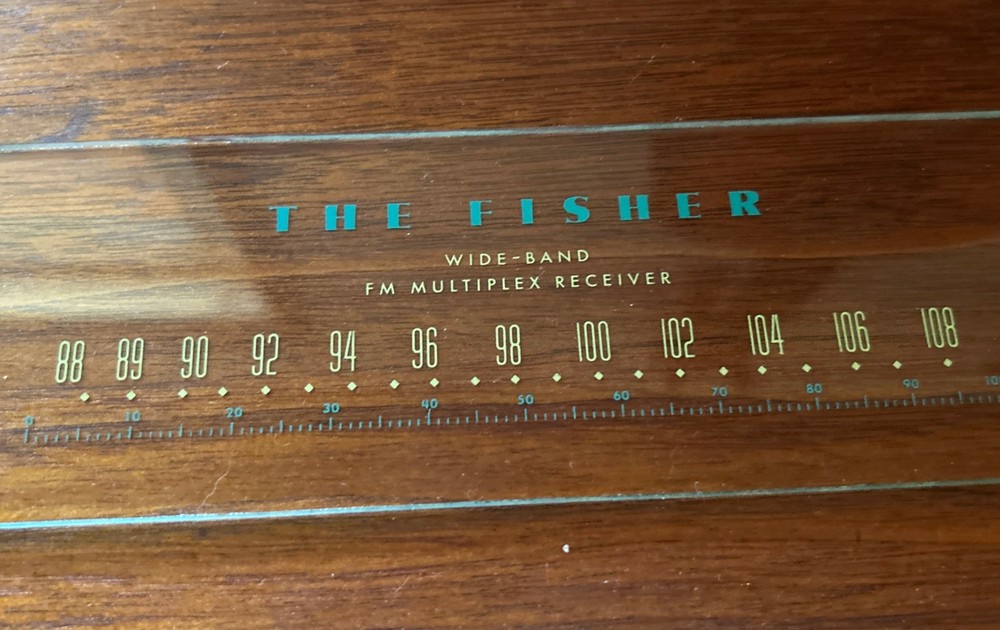 THE FISHER
WIDE-BAND
FM MULTIPLEX RECEIVER
88 89 90 92 94 96 98 100 102 104 106 108
0 10 20 30 40 50 60 70 80 90